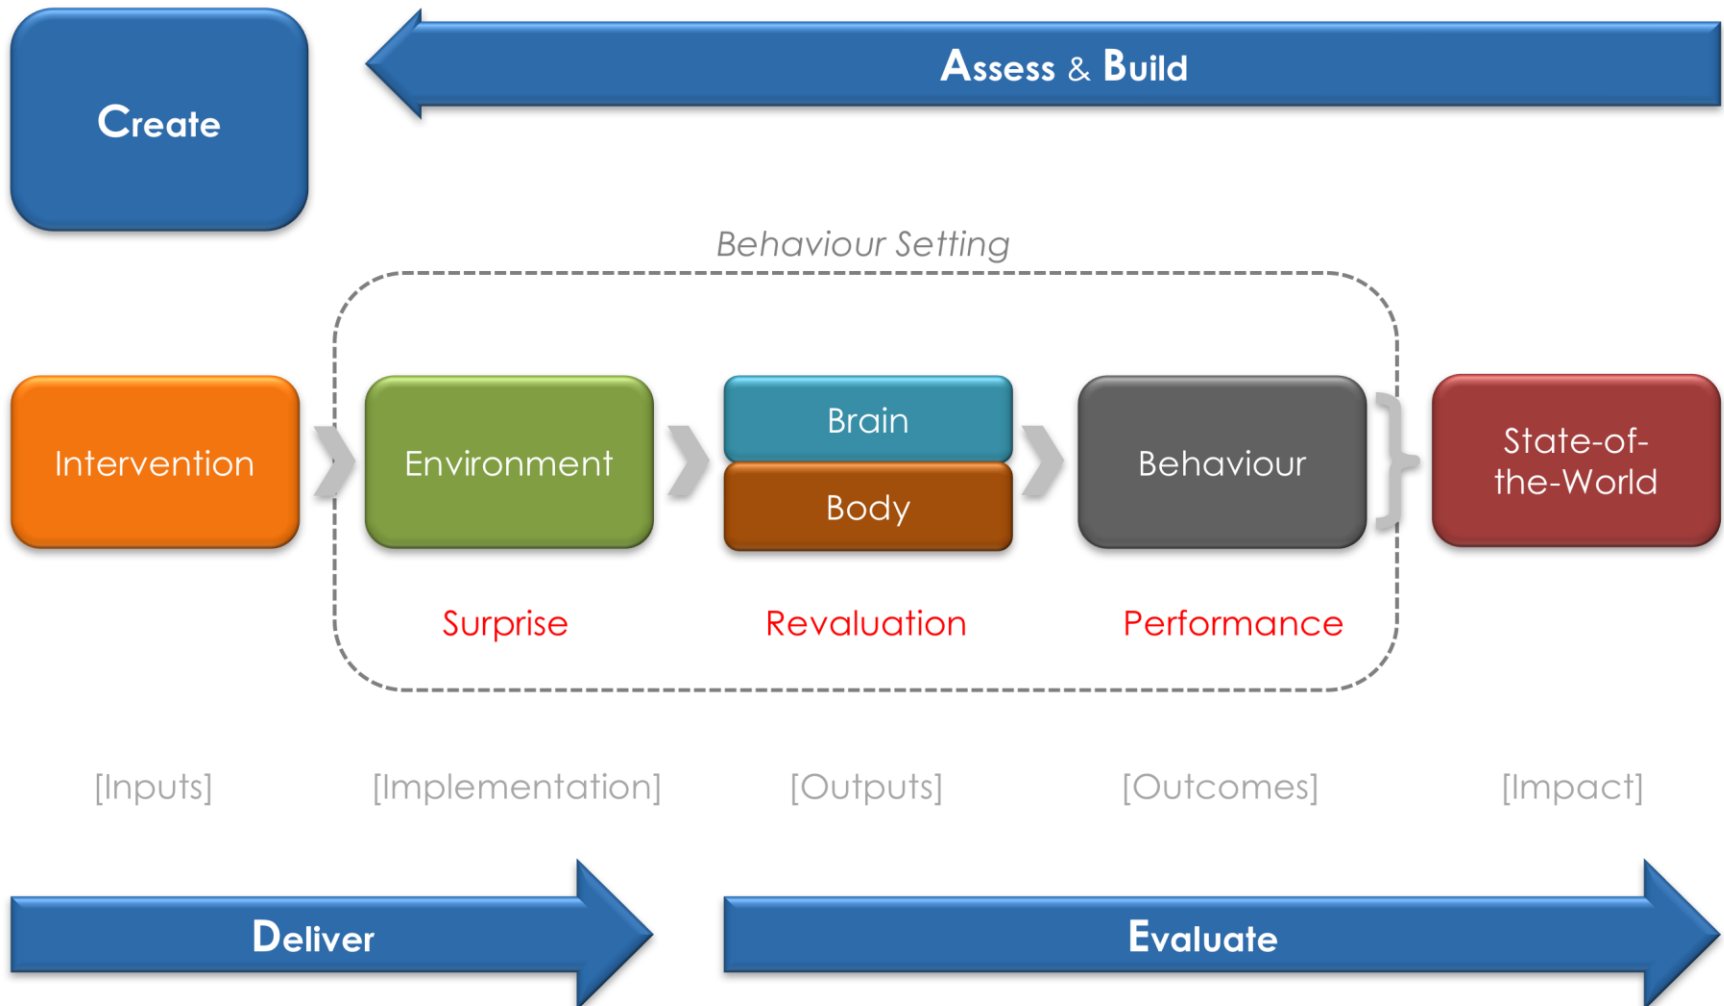 Create
Assess & Build
Behaviour Setting
Intervention
Environment
Brain
Body
Behaviour
State-of-
the-World
Surprise
Revaluation
Performance
[Inputs]
[Implementation]
[Outputs]
[Outcomes]
[Impact]
Deliver
Evaluate